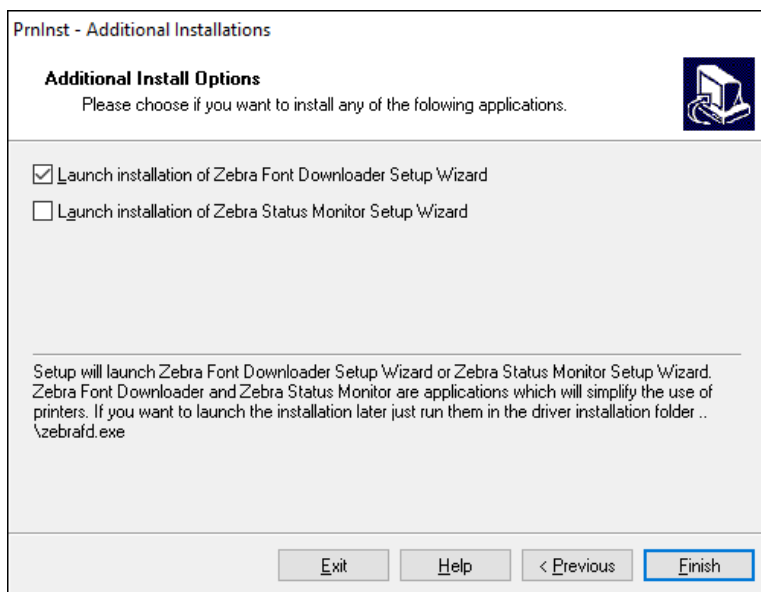 PrnInst - Additional Installations
Additional Install Options
Please choose if you want to install any of the folowing applications.
Launch installation of Zebra Font Downloader Setup Wizard
Launch installation of Zebra Status Monitor Setup Wizard
Setup will launch Zebra Font Downloader Setup Wizard or Zebra Status Monitor Setup Wizard.
Zebra Font Downloader and Zebra Status Monitor are applications which will simplify the use of
printers. If you want to launch the installation later just run them in the driver installation folder ..
\zebrafd.exe
Exit Help < Previous Finish